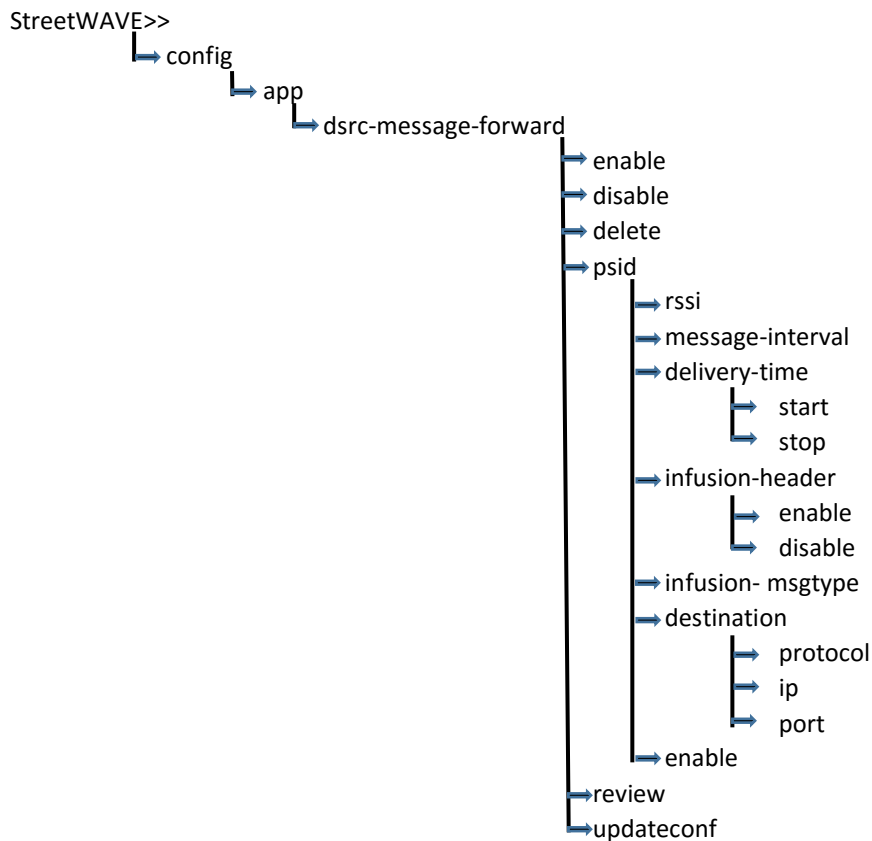 StreetWAVE>>
config
app
dsrc-message-forward
enable
disable
delete
psid
rssi
message-interval
delivery-time
start
stop
infusion-header
enable
disable
infusion- msgtype
destination
protocol
ip
port
enable
review
updateconf